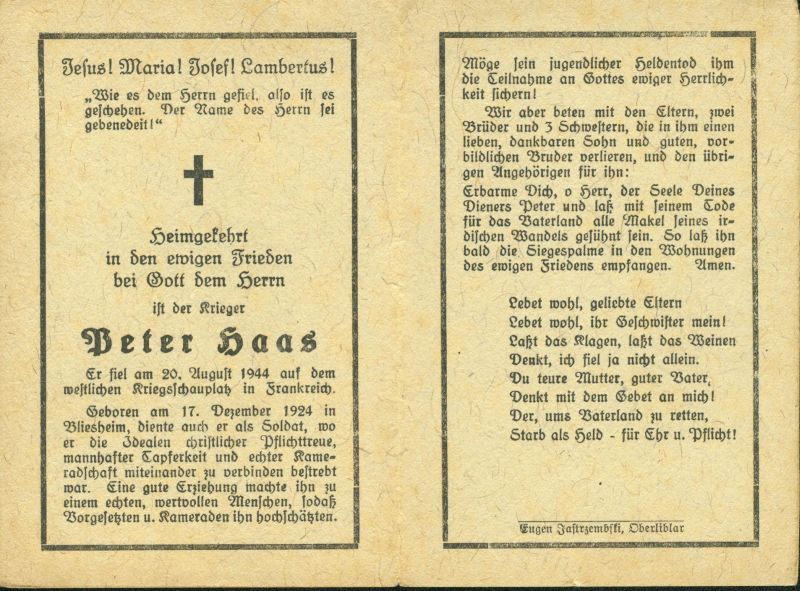 Jesus! Maria! Josef! Lambertus!
„Wie es dem Herrn gefiel, also ist es
geschehen. Der Name des Herrn sei
gebenedeit!“
Heimgekehrt
in den ewigen Frieden
bei Gott dem Herrn
ist der Krieger
Peter Haas
Er fiel am 20. August 1944 auf dem
westlichen Kriegsschauplatz in Frankreich.
Geboren am 17. Dezember 1924 in
Bliesheim, diente auch er als Soldat, wo
er die Idealen christlicher Pflichttreue,
mannhafter Tapferkeit und echter Kame-
radschaft miteinander zu verbinden bestrebt
war. Eine gute Erziehung machte ihn zu
einem echten, wertvollen Menschen, sodaß
Vorgesetzten u. Kameraden ihn hochschätzten.
Möge sein jugendlicher Heldentod ihm
die Teilnahme an Gottes ewiger Herrlich-
keit sichern!
Wir aber beten mit den Eltern, zwei
Brüder und 3 Schwestern, die in ihm einen
lieben, dankbaren Sohn und guten, vor-
bildlichen Bruder verlieren, und den übri-
gen Angehörigen für ihn:
Erbarme Dich, o Herr, der Seele Deines
Dieners Peter und laß mit seinem Tode
für das Vaterland alle Makel seines ir-
dischen Wandels gesühnt sein. So laß ihn
bald die Siegespalme in den Wohnungen
des ewigen Friedens empfangen. Amen.
Lebet wohl, geliebte Eltern
Lebet wohl, ihr Geschwister mein!
Laßt das Klagen, laßt das Weinen
Denkt, ich fiel ja nicht allein.
Du teure Mutter, guter Vater,
Denkt mit dem Gebet an mich!
Der, ums Vaterland zu retten,
Starb als Held - für Ehr u. Pflicht!
Eugen Jastrzembski, Oberliblar